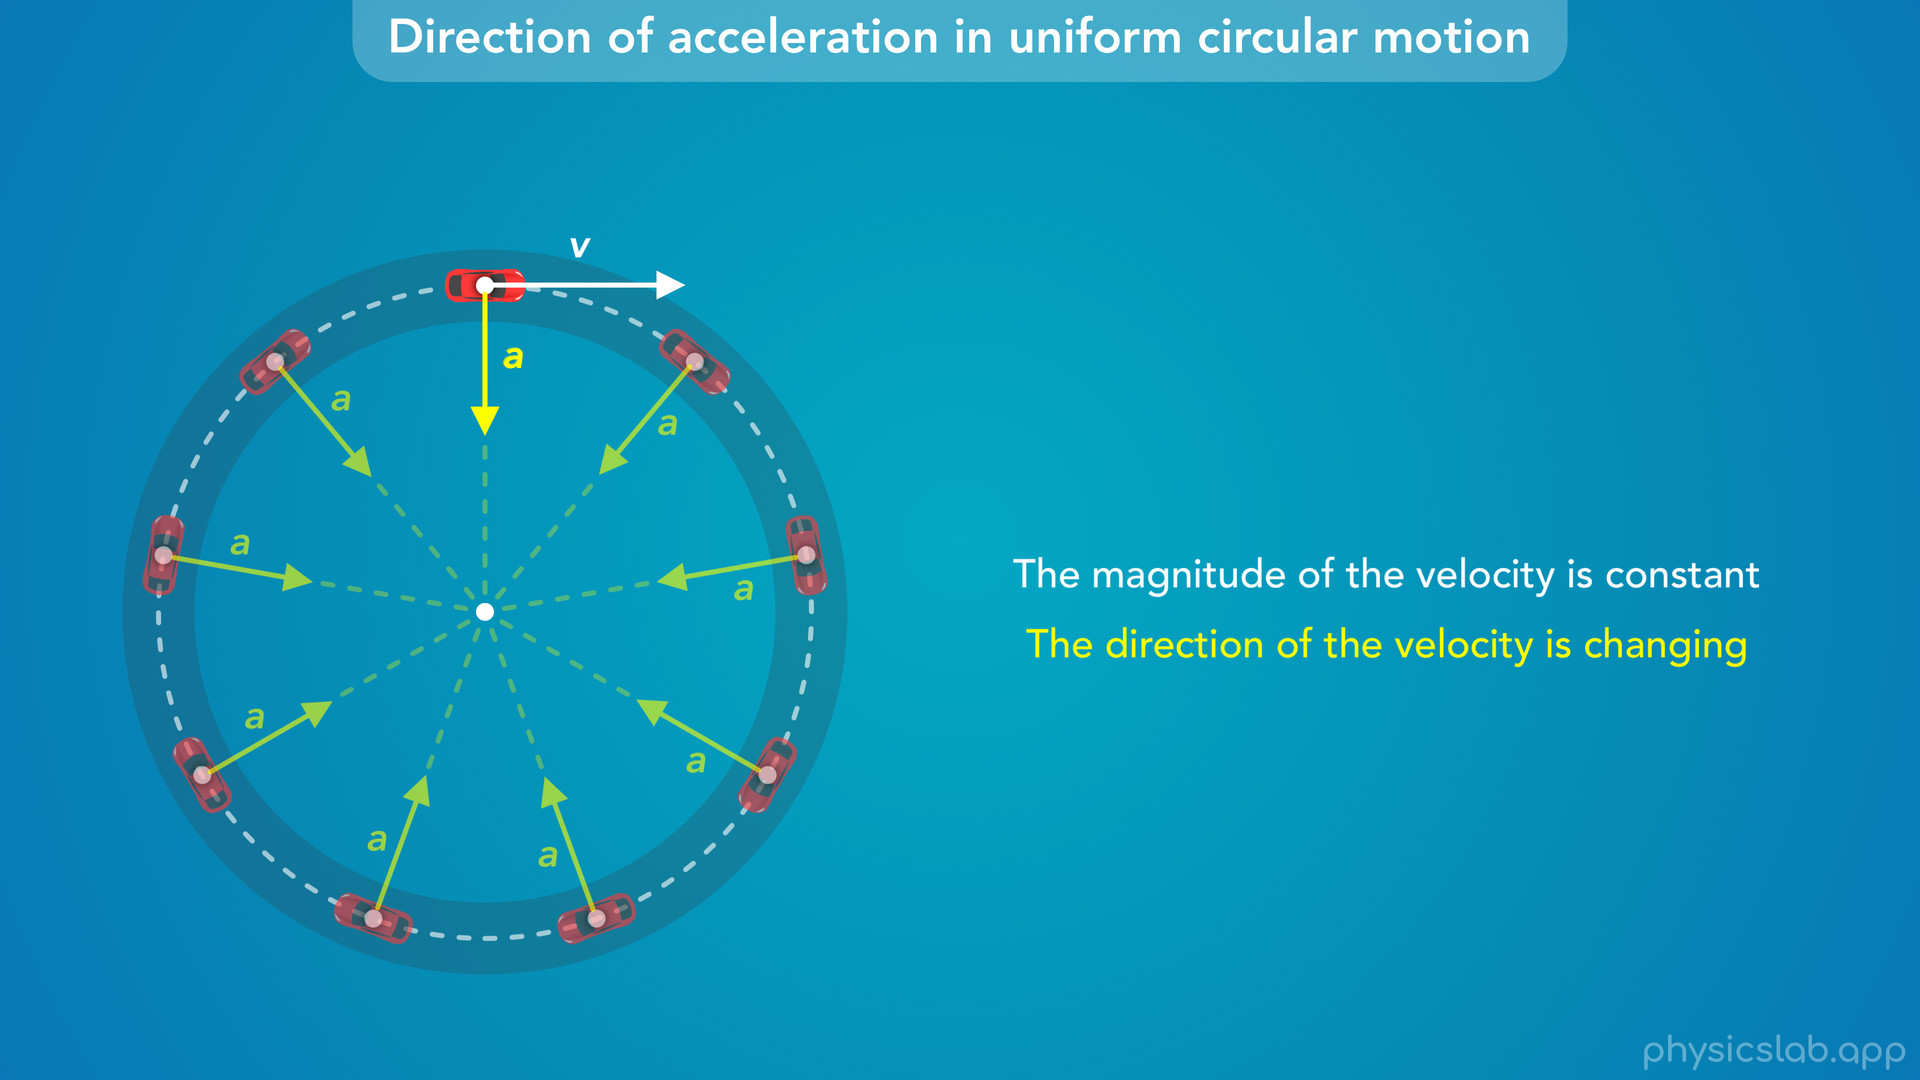 Direction of acceleration in uniform circular motion
v
a
a
a
a
a
a
a
a
a
The magnitude of the velocity is constant
The direction of the velocity is changing
physicslab.app